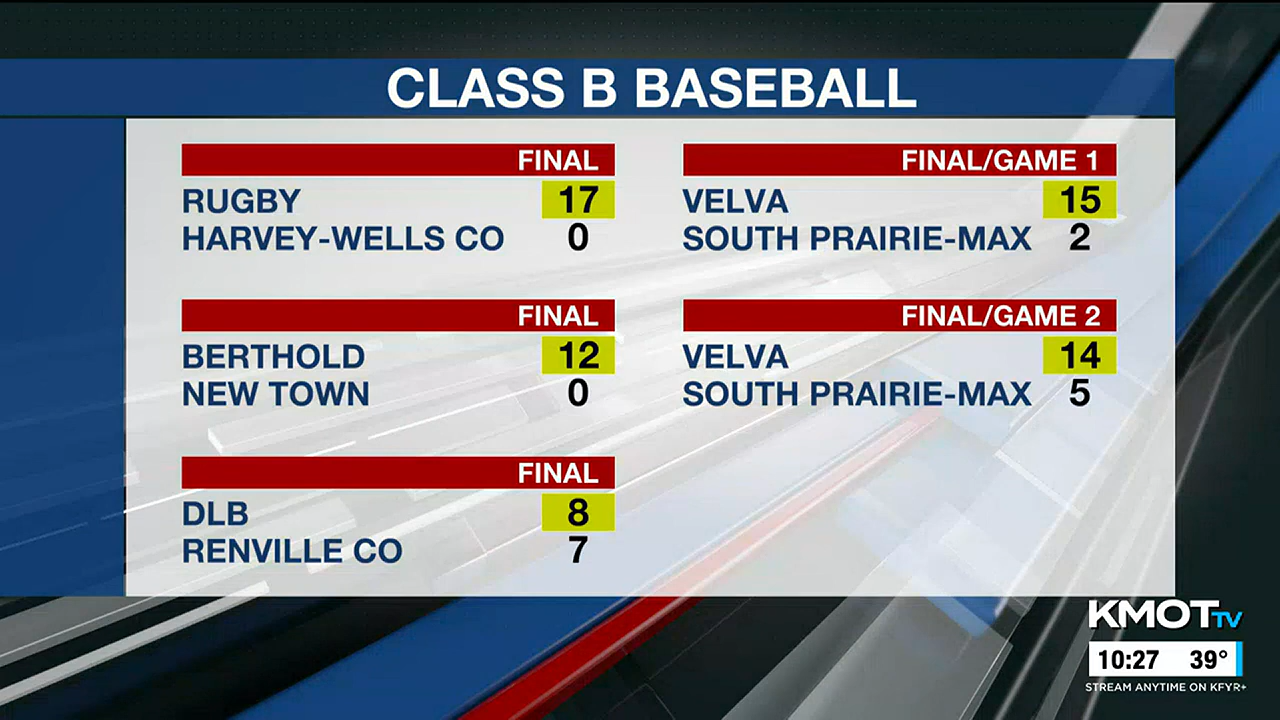 CLASS B BASEBALL
FINAL
RUGBY 17
HARVEY-WELLS CO 0
FINAL
BERTHOLD 12
NEW TOWN 0
FINAL
DLB 8
RENVILLE CO 7
FINAL/GAME 1
VELVA 15
SOUTH PRAIRIE-MAX 2
FINAL/GAME 2
VELVA 14
SOUTH PRAIRIE-MAX 5
KMOT TV
10:27 39°
STREAM ANYTIME ON KFYR+